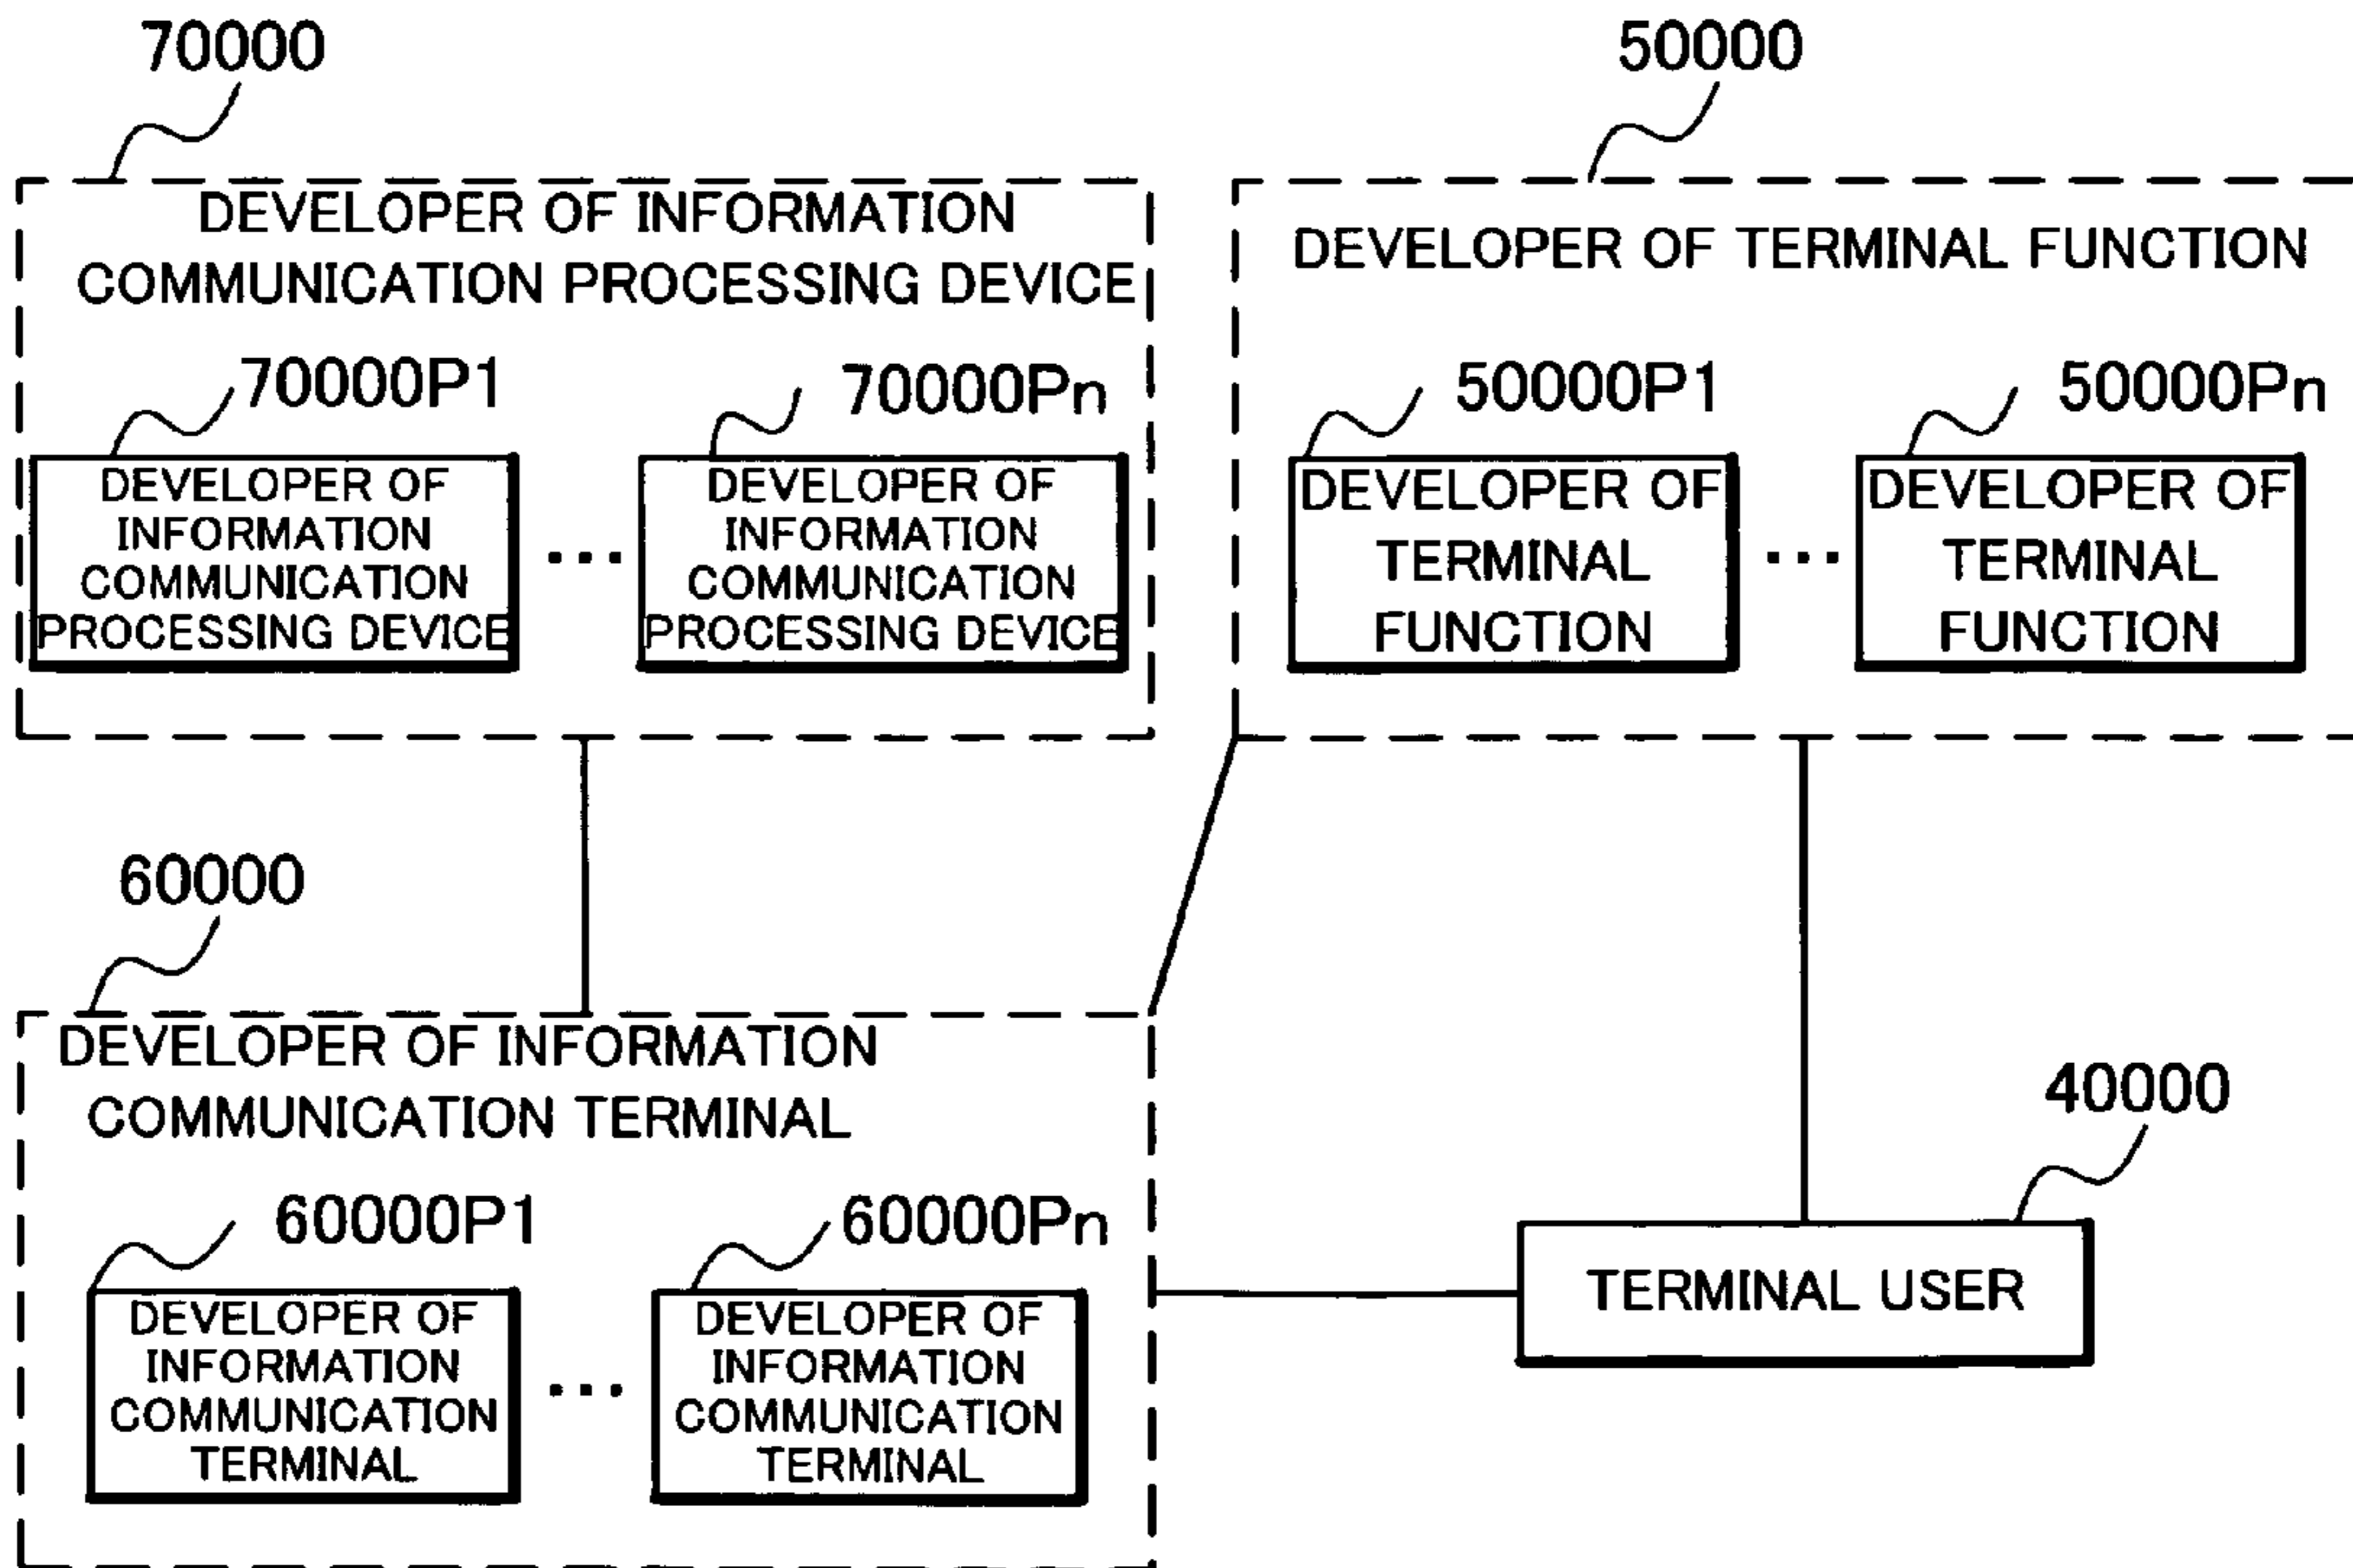 70000
DEVELOPER OF INFORMATION
COMMUNICATION PROCESSING DEVICE
70000P1
70000Pn
DEVELOPER OF
INFORMATION
COMMUNICATION
PROCESSING DEVICE
...
DEVELOPER OF
INFORMATION
COMMUNICATION
PROCESSING DEVICE
50000
DEVELOPER OF TERMINAL FUNCTION
50000P1
50000Pn
DEVELOPER OF
TERMINAL
FUNCTION
...
DEVELOPER OF
TERMINAL
FUNCTION
60000
DEVELOPER OF INFORMATION
COMMUNICATION TERMINAL
60000P1
60000Pn
DEVELOPER OF
INFORMATION
COMMUNICATION
TERMINAL
...
DEVELOPER OF
INFORMATION
COMMUNICATION
TERMINAL
40000
TERMINAL USER